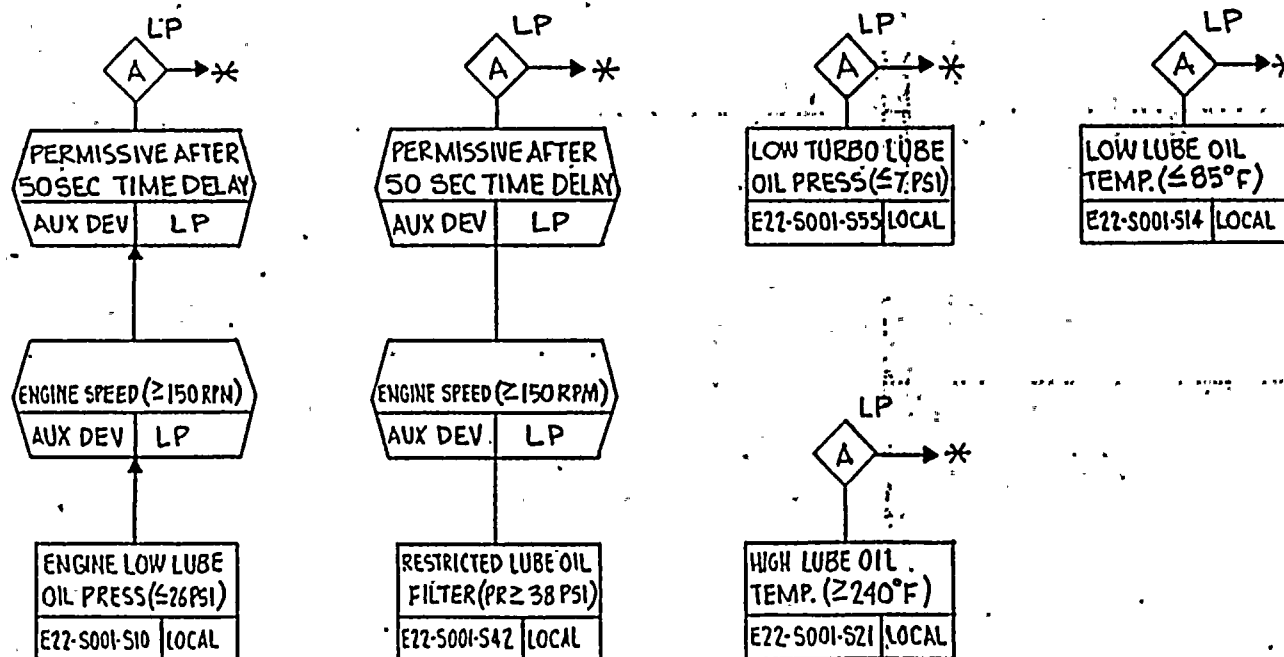 LP
A
*
PERMISSIVE AFTER
50SEC TIME DELAY
AUX DEV LP
ENGINE SPEED (≥150 RPM)
AUX DEV LP
ENGINE LOW LUBE
OIL PRESS (≤26PSI)
E22-S001-S10 LOCAL
LP
A
*
PERMISSIVE AFTER
50 SEC TIME DELAY
AUX DEV LP
ENGINE SPEED (≥150 RPM)
AUX DEV. LP
RESTRICTED LUBE OIL
FILTER (PR≥ 38 PSI)
E22-S001-S42 LOCAL
LP
A
*
LOW TURBO LUBE
OIL PRESS (≤7 PSI)
E22-S001-S55 LOCAL
LP
A
*
HIGH LUBE OIL
TEMP. (≥240°F)
E22-S001-S21 LOCAL
LP
A
*
LOW LUBE OIL
TEMP. (≤85°F)
E22-S001-S14 LOCAL